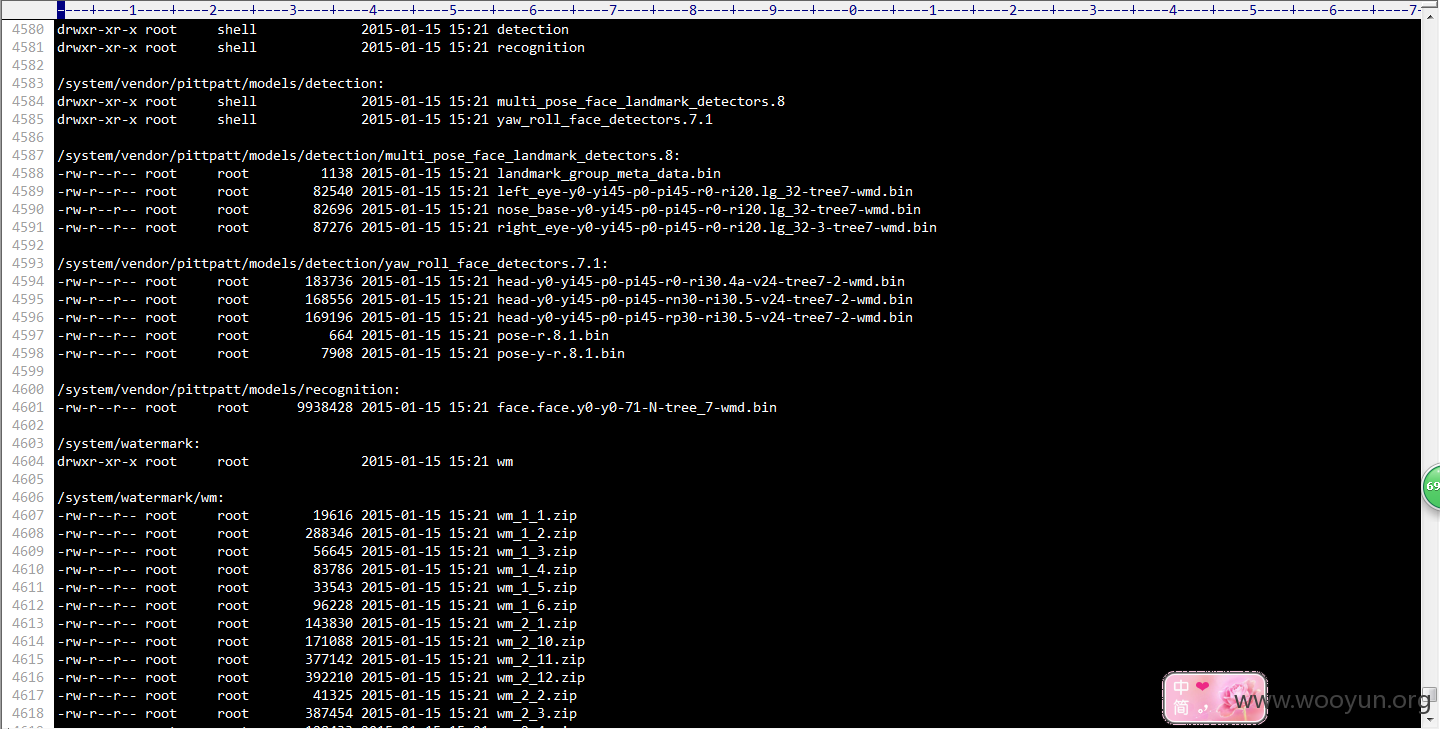 ----+----1----+----2----+----3----+----4----+----5----+----6----+----7----+----8----+----9----+----0----+----1----+----2----+----3----+----4----+----5----+----6----+----7-
4580 drwxr-xr-x root     shell             2015-01-15 15:21 detection
4581 drwxr-xr-x root     shell             2015-01-15 15:21 recognition
4582
4583 /system/vendor/pittpatt/models/detection:
4584 drwxr-xr-x root     shell             2015-01-15 15:21 multi_pose_face_landmark_detectors.8
4585 drwxr-xr-x root     shell             2015-01-15 15:21 yaw_roll_face_detectors.7.1
4586
4587 /system/vendor/pittpatt/models/detection/multi_pose_face_landmark_detectors.8:
4588 -rw-r--r-- root     root         1138 2015-01-15 15:21 landmark_group_meta_data.bin
4589 -rw-r--r-- root     root        82540 2015-01-15 15:21 left_eye-y0-yi45-p0-pi45-r0-ri20.lg_32-tree7-wmd.bin
4590 -rw-r--r-- root     root        82696 2015-01-15 15:21 nose_base-y0-yi45-p0-pi45-r0-ri20.lg_32-tree7-wmd.bin
4591 -rw-r--r-- root     root        87276 2015-01-15 15:21 right_eye-y0-yi45-p0-pi45-r0-ri20.lg_32-3-tree7-wmd.bin
4592
4593 /system/vendor/pittpatt/models/detection/yaw_roll_face_detectors.7.1:
4594 -rw-r--r-- root     root       183736 2015-01-15 15:21 head-y0-yi45-p0-pi45-r0-ri30.4a-v24-tree7-2-wmd.bin
4595 -rw-r--r-- root     root       168556 2015-01-15 15:21 head-y0-yi45-p0-pi45-rn30-ri30.5-v24-tree7-2-wmd.bin
4596 -rw-r--r-- root     root       169196 2015-01-15 15:21 head-y0-yi45-p0-pi45-rp30-ri30.5-v24-tree7-2-wmd.bin
4597 -rw-r--r-- root     root          664 2015-01-15 15:21 pose-r.8.1.bin
4598 -rw-r--r-- root     root         7908 2015-01-15 15:21 pose-y-r.8.1.bin
4599
4600 /system/vendor/pittpatt/models/recognition:
4601 -rw-r--r-- root     root      9938428 2015-01-15 15:21 face.face.y0-y0-71-N-tree_7-wmd.bin
4602
4603 /system/watermark:
4604 drwxr-xr-x root     root              2015-01-15 15:21 wm
4605
4606 /system/watermark/wm:
4607 -rw-r--r-- root     root        19616 2015-01-15 15:21 wm_1_1.zip
4608 -rw-r--r-- root     root       288346 2015-01-15 15:21 wm_1_2.zip
4609 -rw-r--r-- root     root        56645 2015-01-15 15:21 wm_1_3.zip
4610 -rw-r--r-- root     root        83786 2015-01-15 15:21 wm_1_4.zip
4611 -rw-r--r-- root     root        33543 2015-01-15 15:21 wm_1_5.zip
4612 -rw-r--r-- root     root        96228 2015-01-15 15:21 wm_1_6.zip
4613 -rw-r--r-- root     root       143830 2015-01-15 15:21 wm_2_1.zip
4614 -rw-r--r-- root     root       171088 2015-01-15 15:21 wm_2_10.zip
4615 -rw-r--r-- root     root       377142 2015-01-15 15:21 wm_2_11.zip
4616 -rw-r--r-- root     root       392210 2015-01-15 15:21 wm_2_12.zip
4617 -rw-r--r-- root     root        41325 2015-01-15 15:21 wm_2_2.zip
4618 -rw-r--r-- root     root       387454 2015-01-15 15:21 wm_2_3.zip
69
中
简
www.wooyun.org